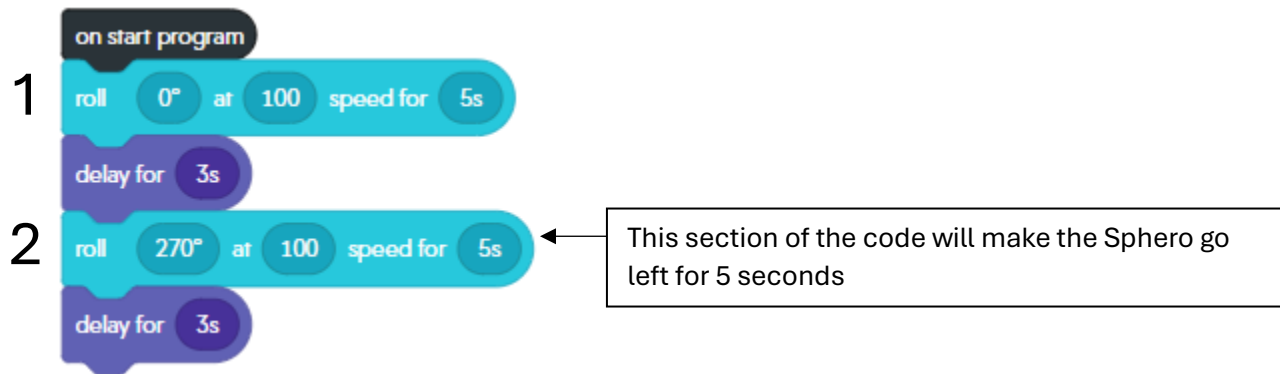 on start program
1 roll 0° at 100 speed for 5s
delay for 3s
2 roll 270° at 100 speed for 5s
This section of the code will make the Sphero go
left for 5 seconds
delay for 3s